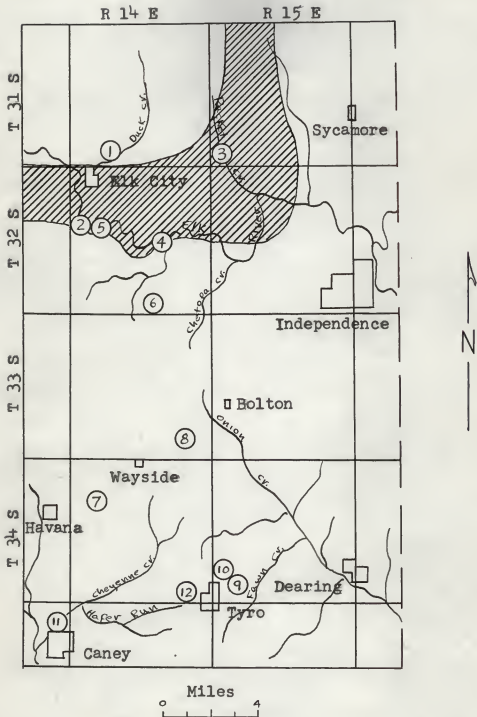 R 14 E
R 15 E
T 31 S
Duck Cr.
Sycamore
1
3
Cr.
Elk City
T 32 S
2
5
4
Elk
River
Chetopa Cr.
6
Independence
N
T 33 S
Bolton
Onion
Cr.
8
Wayside
7
Havana
T 34 S
Cheyenne Cr.
10
9
Fawn Cr.
Dearing
12
Tyro
Hafer Run
11
Caney
Miles
0 4